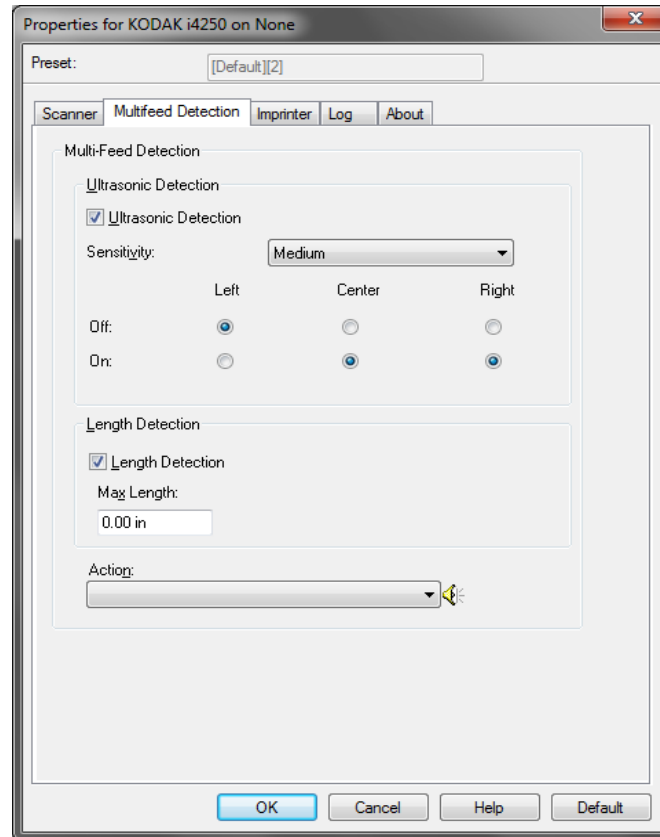 Properties for KODAK i4250 on None
Preset: [Default][2]
Scanner Multifeed Detection Imprinter Log About
Multi-Feed Detection
Ultrasonic Detection
Ultrasonic Detection
Sensitivity: Medium
Left Center Right
Off:
On:
Length Detection
Length Detection
Max Length:
0.00 in
Action:
OK Cancel Help Default